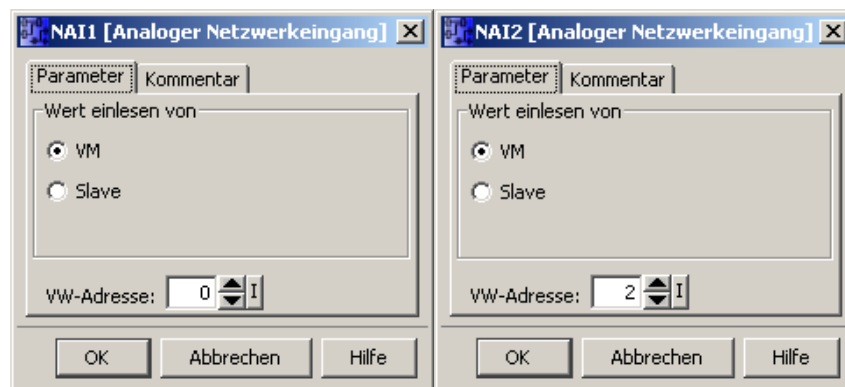 NAI1 [Analoger Netzwerkeingang]
Parameter Kommentar
Wert einlesen von
VM
Slave
VW-Adresse: 0 I
OK Abbrechen Hilfe
NAI2 [Analoger Netzwerkeingang]
Parameter Kommentar
Wert einlesen von
VM
Slave
VW-Adresse: 2 I
OK Abbrechen Hilfe